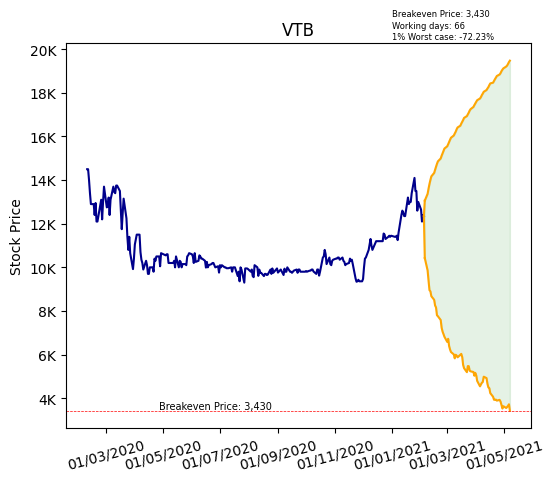 Breakeven Price: 3,430
Working days: 66
1% Worst case: -72.23%
VTB
20K
18K
16K
14K
12K
10K
8K
6K
4K
Stock Price
Breakeven Price: 3,430
01/03/2020
01/05/2020
01/07/2020
01/09/2020
01/11/2020
01/01/2021
01/03/2021
01/05/2021